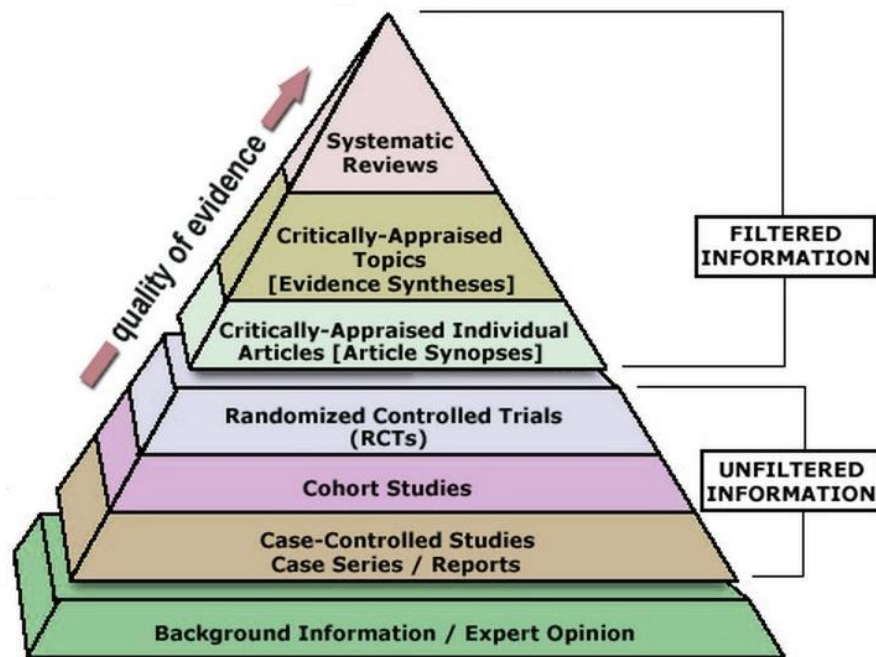 quality of evidence
Systematic
Reviews
Critically-Appraised
Topics
[Evidence Syntheses]
Critically-Appraised Individual
Articles [Article Synopses]
FILTERED
INFORMATION
Randomized Controlled Trials
(RCTs)
Cohort Studies
Case-Controlled Studies
Case Series / Reports
UNFILTERED
INFORMATION
Background Information / Expert Opinion